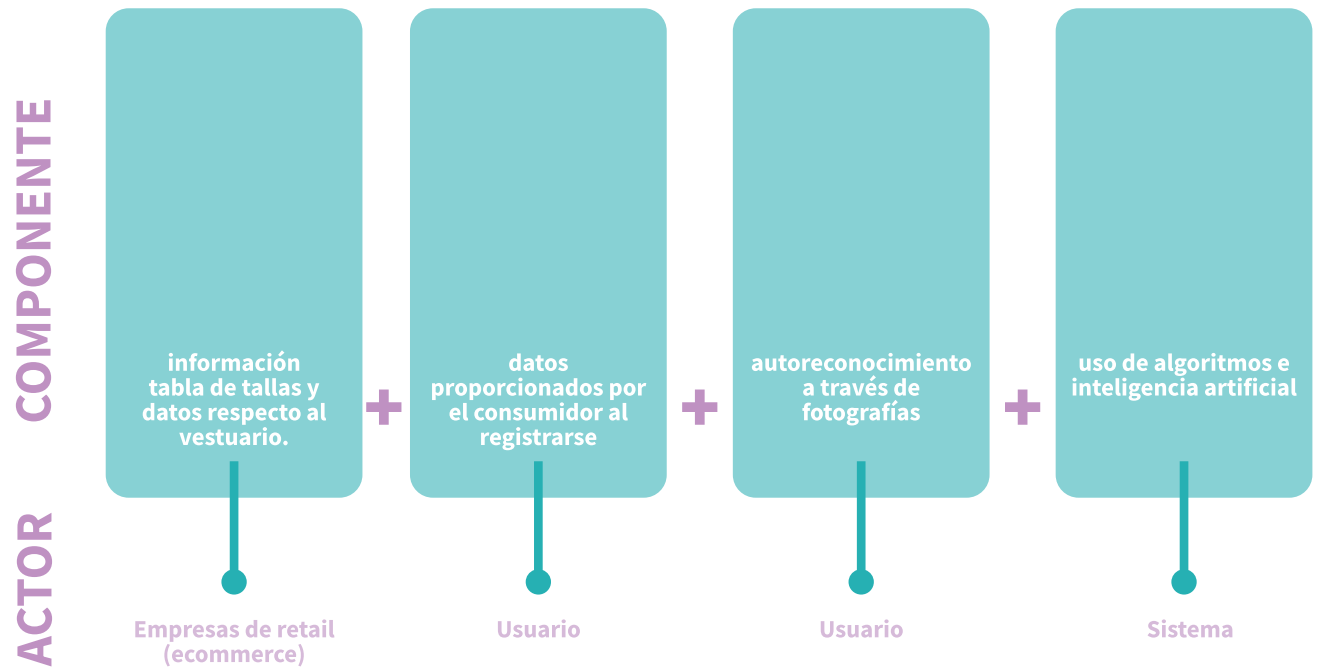 COMPONENTE
información
tabla de tallas y
datos respecto al
vestuario.
+
datos
proporcionados por
el consumidor al
registrarse
+
autoreconocimiento
a través de
fotografías
+
uso de algoritmos e
inteligencia artificial
ACTOR
Empresas de retail
(ecommerce)
Usuario
Usuario
Sistema